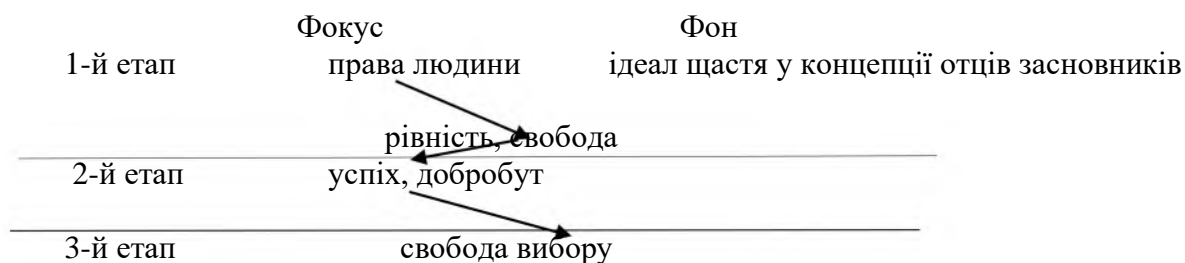 Фокус Фон
1-й етап права людини ідеал щастя у концепції отців засновників
рівність, свобода
2-й етап успіх, добробут
3-й етап свобода вибору